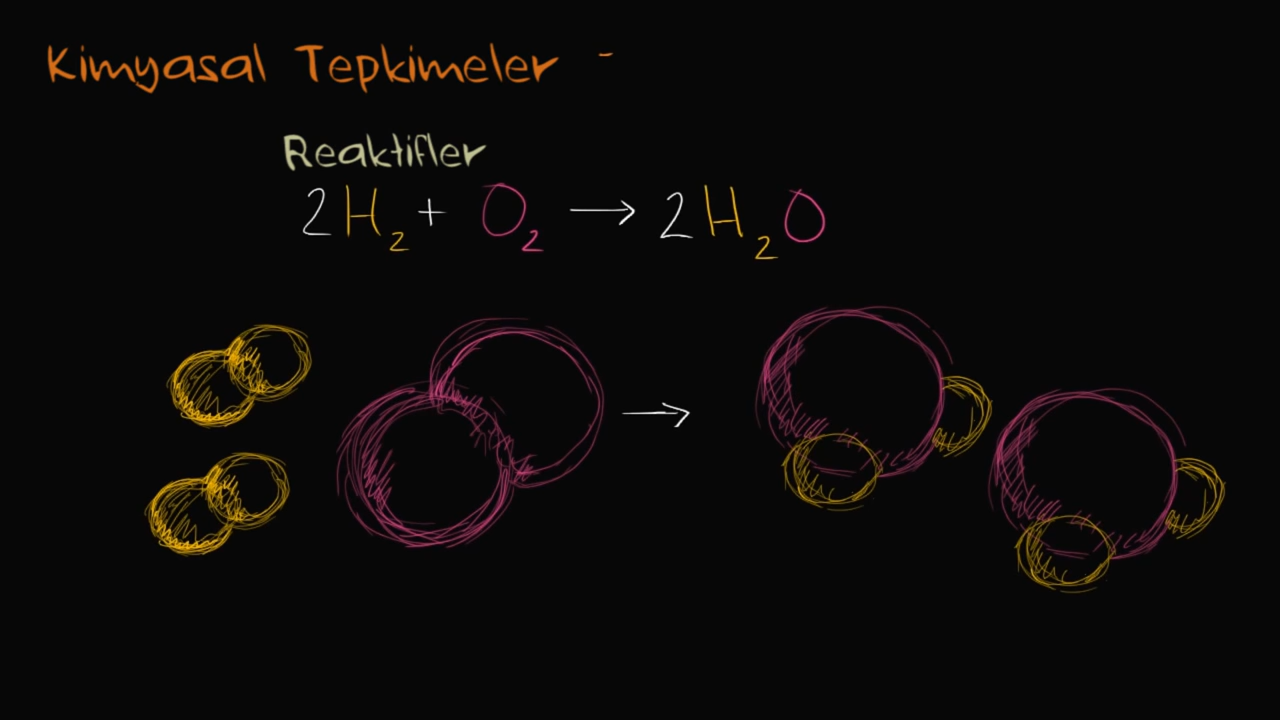 Kimyasal Tepkimeler -
Reaktifler
2H₂ + O₂ → 2H₂O